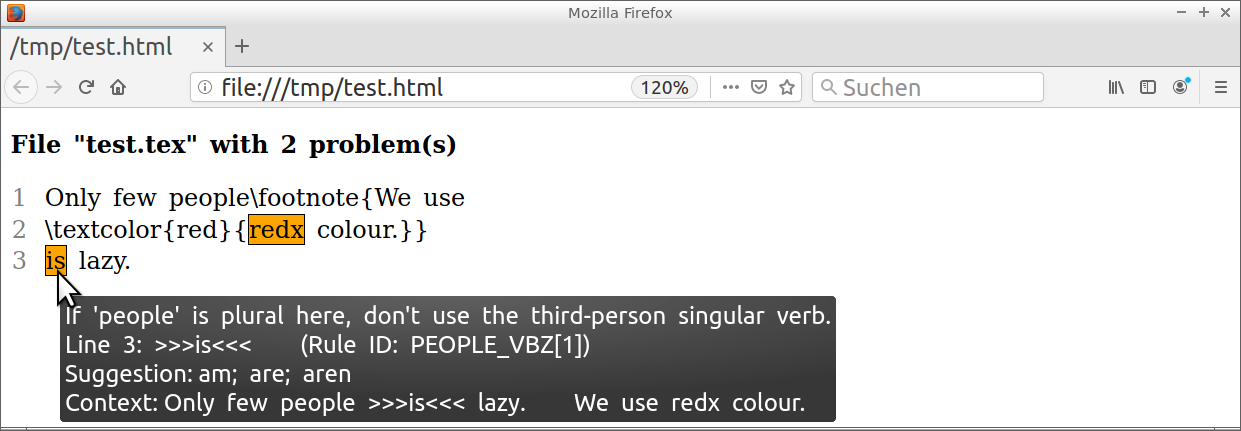 Mozilla Firefox
/tmp/test.html
file:///tmp/test.html 120% Suchen
File "test.tex" with 2 problem(s)
1 Only few people\footnote{We use
2 \textcolor{red}{redx colour.}}
3 is lazy.
If 'people' is plural here, don't use the third-person singular verb.
Line 3: >>>is<<< (Rule ID: PEOPLE_VBZ[1])
Suggestion: am; are; aren
Context: Only few people >>>is<<< lazy. We use redx colour.